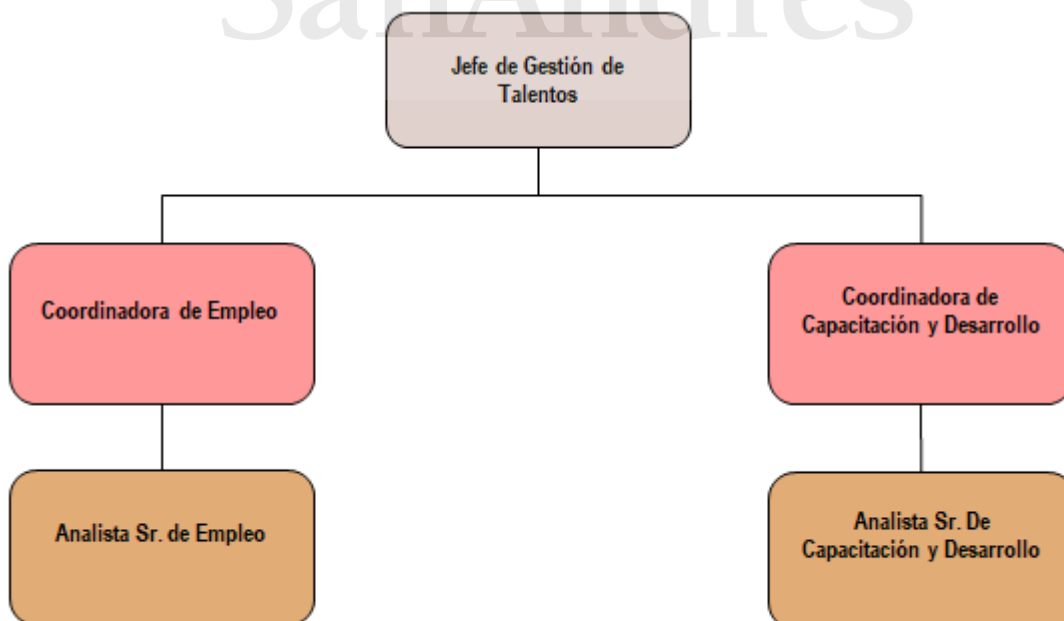 SanAndrés
Jefe de Gestión de
Talentos
Coordinadora de Empleo
Coordinadora de
Capacitación y Desarrollo
Analista Sr. de Empleo
Analista Sr. De
Capacitación y Desarrollo